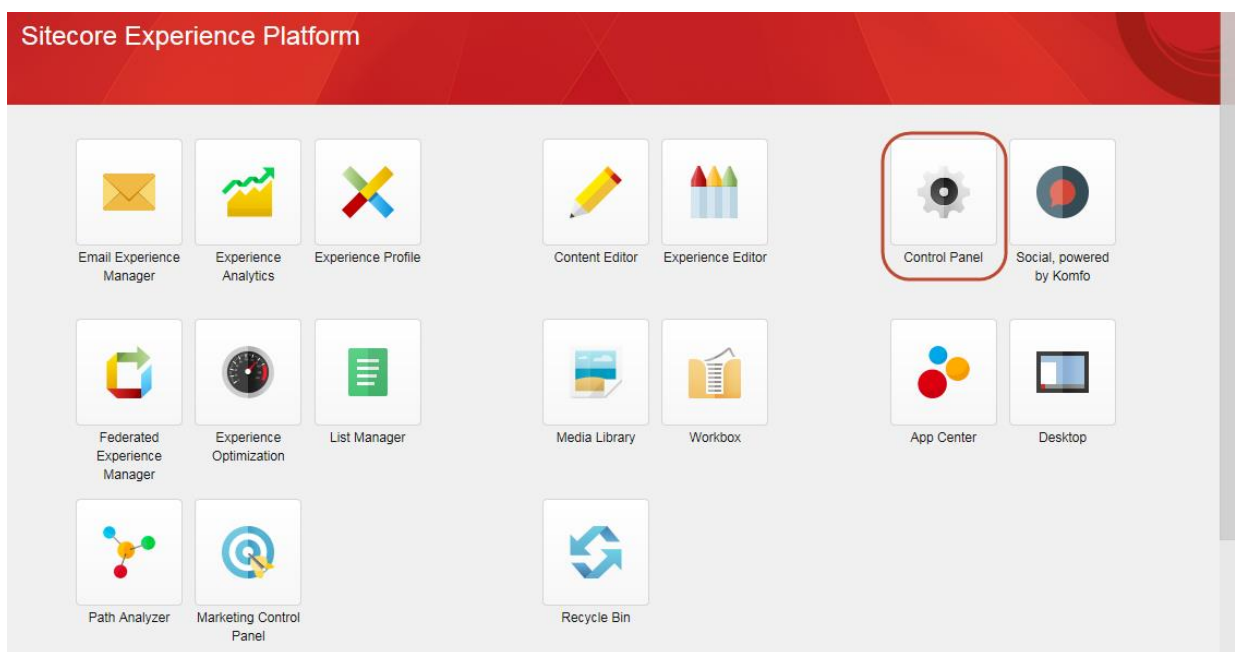 Sitecore Experience Platform
Email Experience
Manager
Experience
Analytics
Experience Profile
Content Editor
Experience Editor
Control Panel
Social, powered
by Komfo
Federated
Experience
Manager
Experience
Optimization
List Manager
Media Library
Workbox
App Center
Desktop
Path Analyzer
Marketing Control
Panel
Recycle Bin